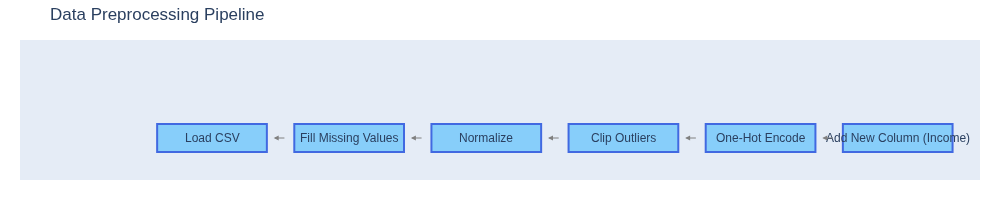 Data Preprocessing Pipeline
Load CSV
Fill Missing Values
Normalize
Clip Outliers
One-Hot Encode
Add New Column (Income)